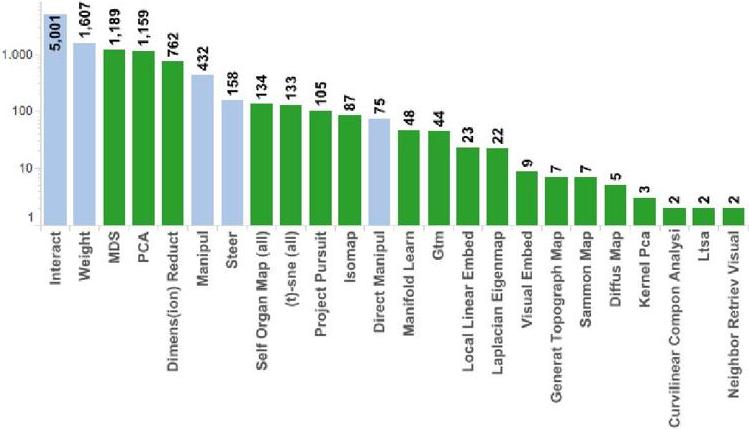 5,001
1,607
1,189
1,159
762
432
158
134
133
105
87
75
48
44
23
22
9
7
7
5
3
2
2
2
1.000
100
10
1
Interact
Weight
MDS
PCA
Dimens(ion) Reduct
Manipul
Steer
Self Organ Map (all)
(t)-sne (all)
Project Pursuit
Isomap
Direct Manipul
Manifold Learn
Gtm
Local Linear Embed
Laplacian Eigenmap
Visual Embed
Generat Topograph Map
Sammon Map
Diffus Map
Kernel Pca
Curvilinear Compon Analysi
Ltsa
Neighbor Retriev Visual